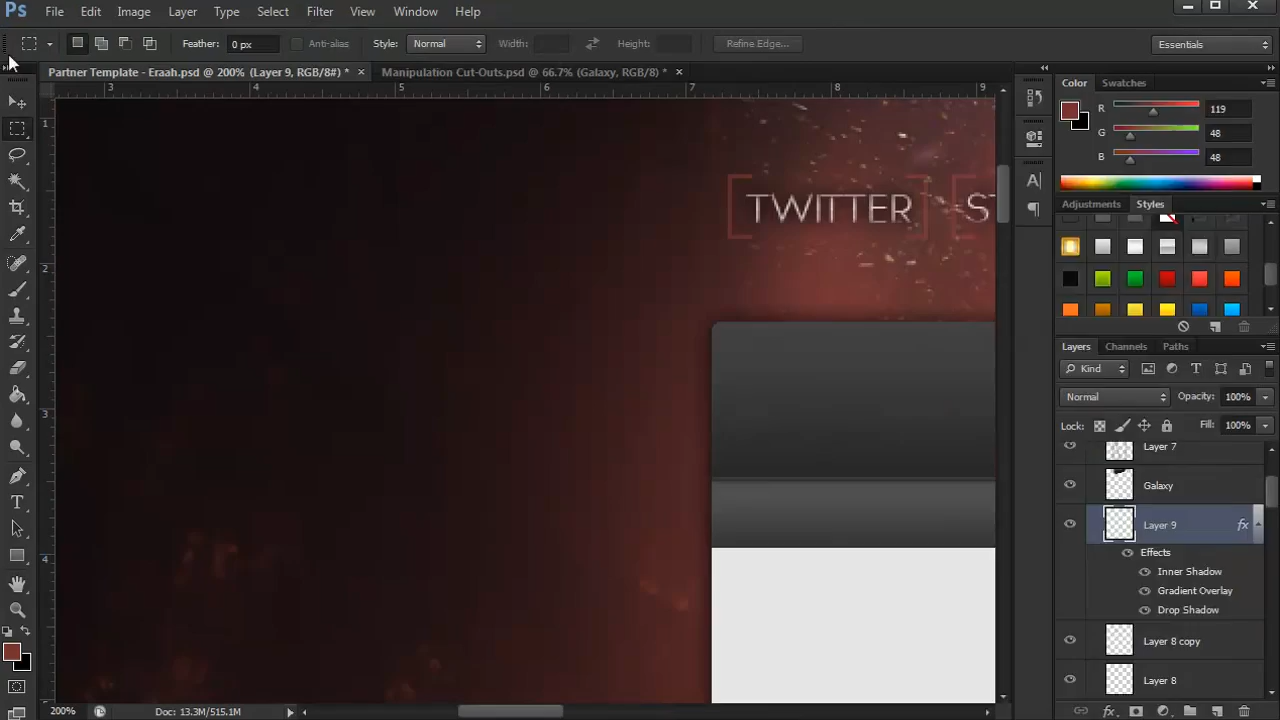 Ps File Edit Image Layer Type Select Filter View Window Help
Feather: 0 px Anti-alias Style: Normal Width: Height: Refine Edge... Essentials
Partner Template - Eraah.psd @ 200% (Layer 9, RGB/8#) * × Manipulation Cut-Outs.psd @ 66.7% (Galaxy, RGB/8) * ×
3 4 5 6 7 8 9
1
2
3
4
TWITTER ST
Color Swatches
R 119
G 48
B 48
Adjustments Styles
Layers Channels Paths
Kind
Normal Opacity: 100%
Lock: Fill: 100%
Layer 7
Galaxy
Layer 9 fx
Effects
Inner Shadow
Gradient Overlay
Drop Shadow
Layer 8 copy
Layer 8
200% Doc: 13.3M/515.1M